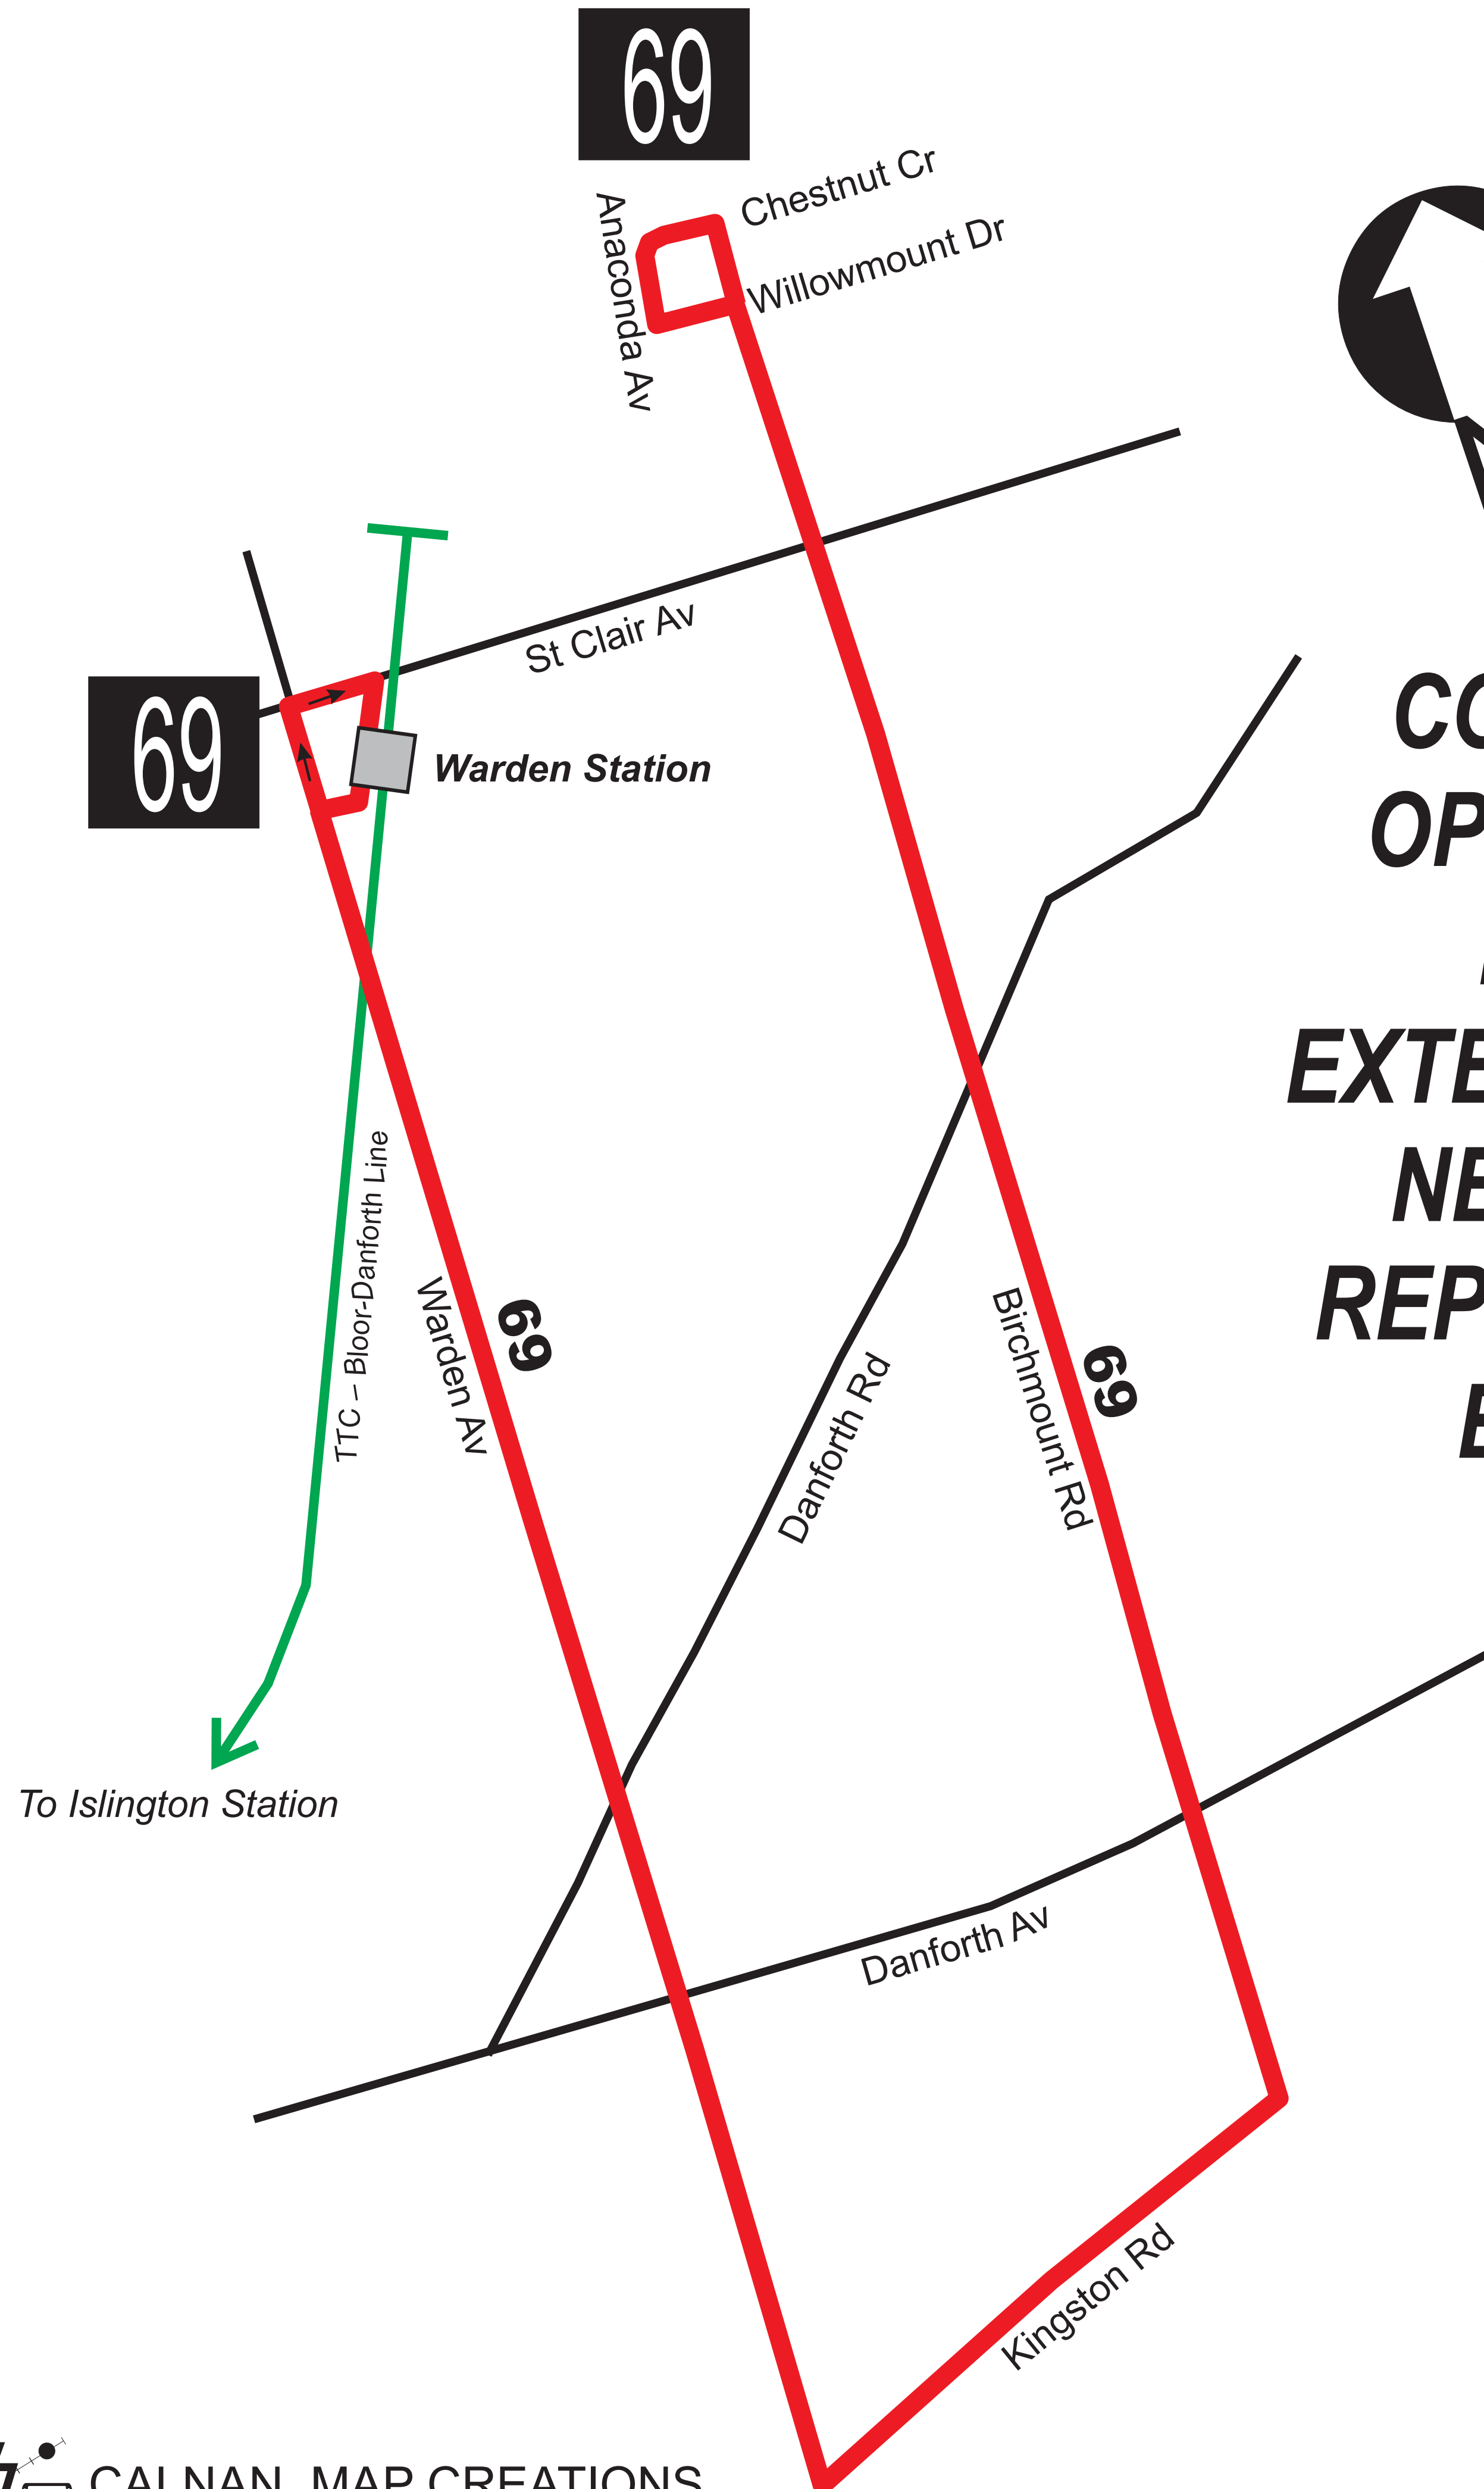 69
Chestnut Cr
Anaconda Av
Willowmount Dr
St Clair Av
69
Warden Station
TTC – Bloor-Danforth Line
Warden Av
69
Birchmount Rd
69
Danforth Rd
To Islington Station
Danforth Av
Kingston Rd
CALNAN MAP CREATIONS